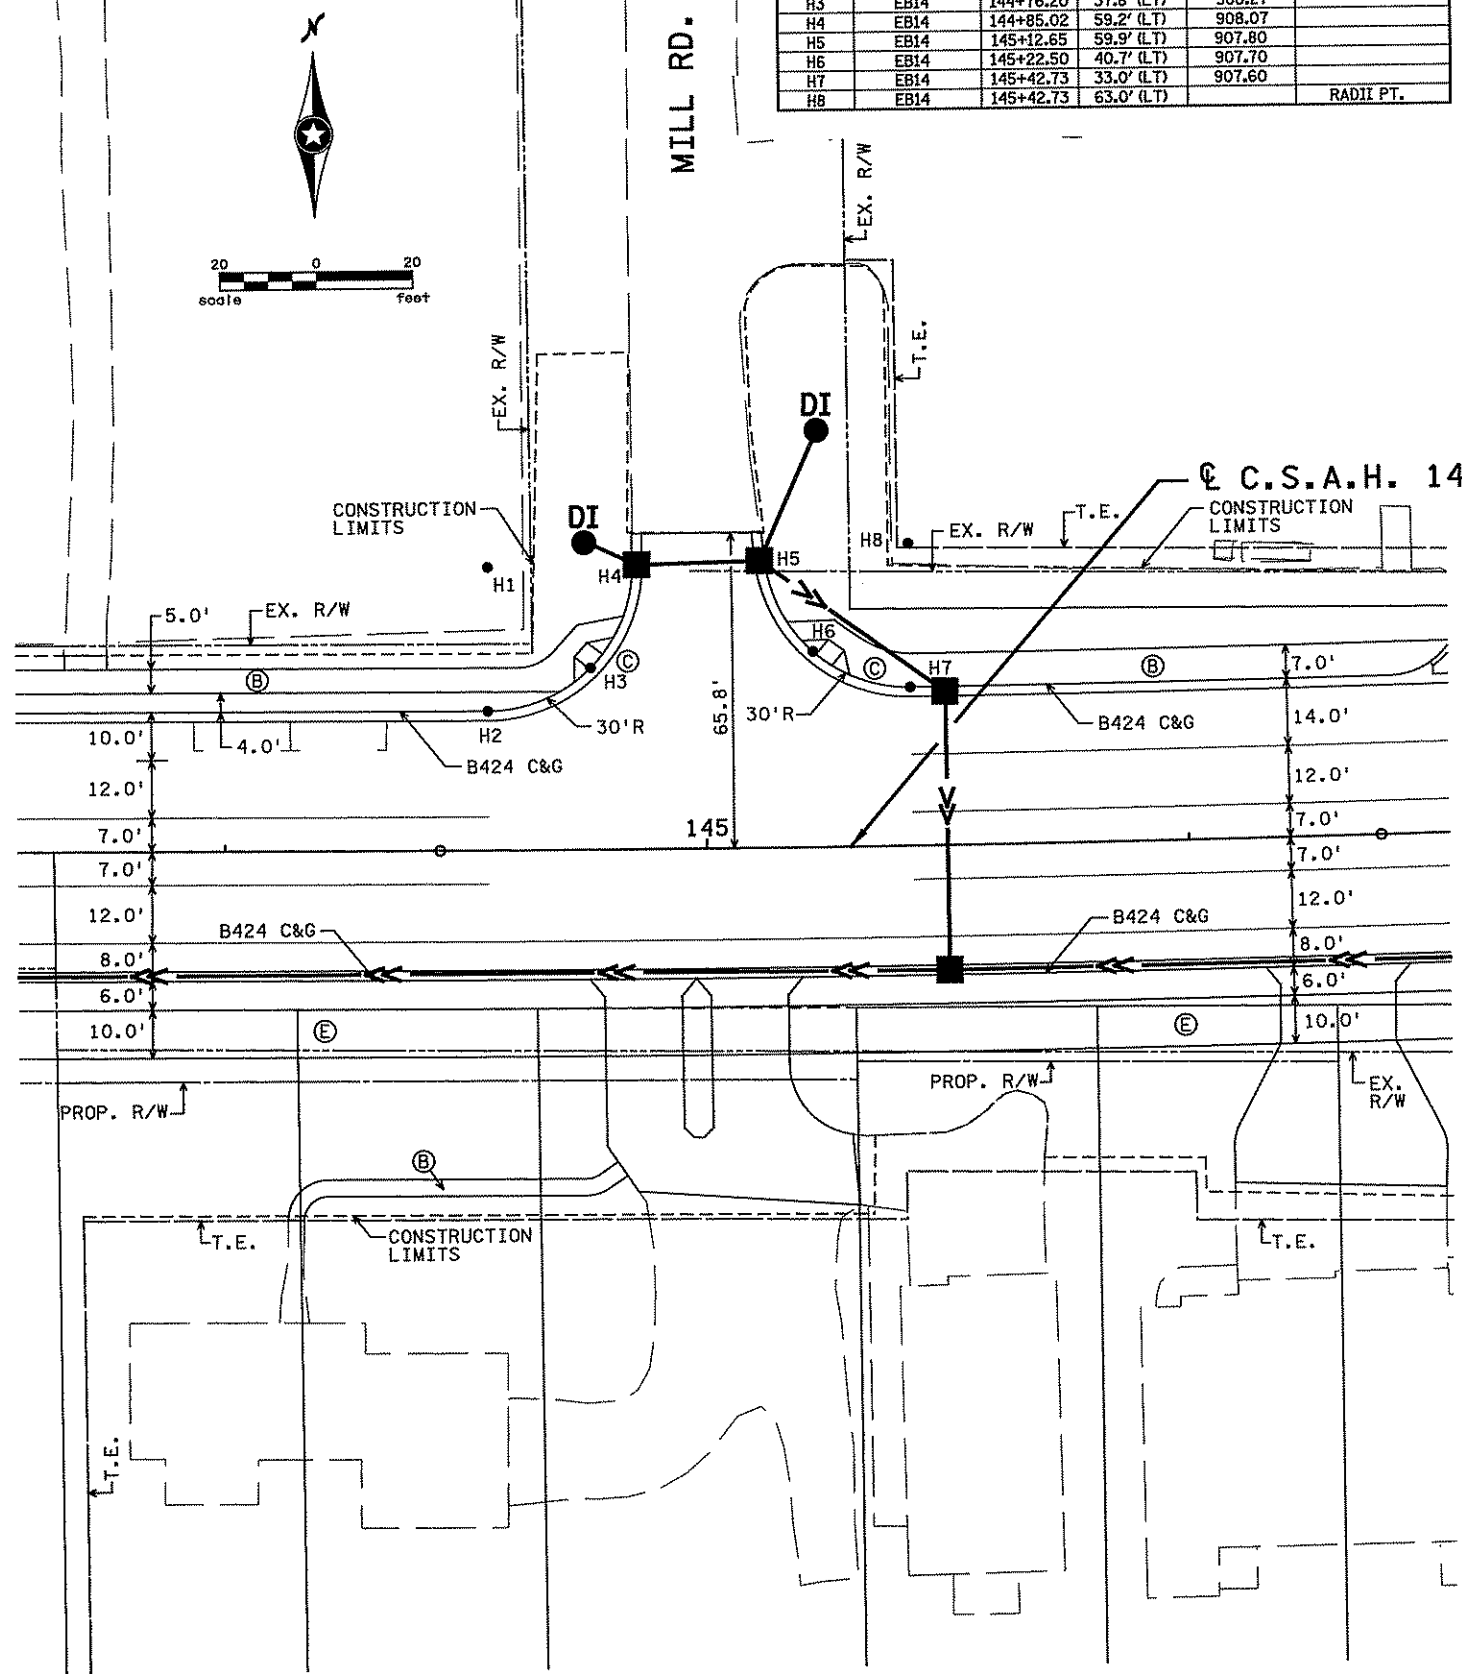 H3 EB14 144+76.20 37.8' (LT) 908.21
H4 EB14 144+85.02 59.2' (LT) 908.07
H5 EB14 145+12.65 59.9' (LT) 907.80
H6 EB14 145+22.50 40.7' (LT) 907.70
H7 EB14 145+42.73 33.0' (LT) 907.60
H8 EB14 145+42.73 63.0' (LT) RADII PT.
N
MILL RD.
EX. R/W
20 0 20
scale feet
EX. R/W
T.E.
DI
℄ C.S.A.H. 14
CONSTRUCTION
LIMITS
DI
T.E.
CONSTRUCTION
LIMITS
EX. R/W
H8
H1
H4
H5
5.0'
EX. R/W
H6
B
C
H3
C
H7
B
7.0'
H2
30'R
65.8'
30'R
B424 C&G
14.0'
10.0'
4.0'
B424 C&G
12.0'
12.0'
7.0'
145
7.0'
7.0'
7.0'
12.0'
12.0'
B424 C&G
B424 C&G
8.0'
8.0'
6.0'
6.0'
10.0'
E
E
10.0'
PROP. R/W
PROP. R/W
EX.
R/W
B
T.E.
CONSTRUCTION
LIMITS
T.E.
T.E.